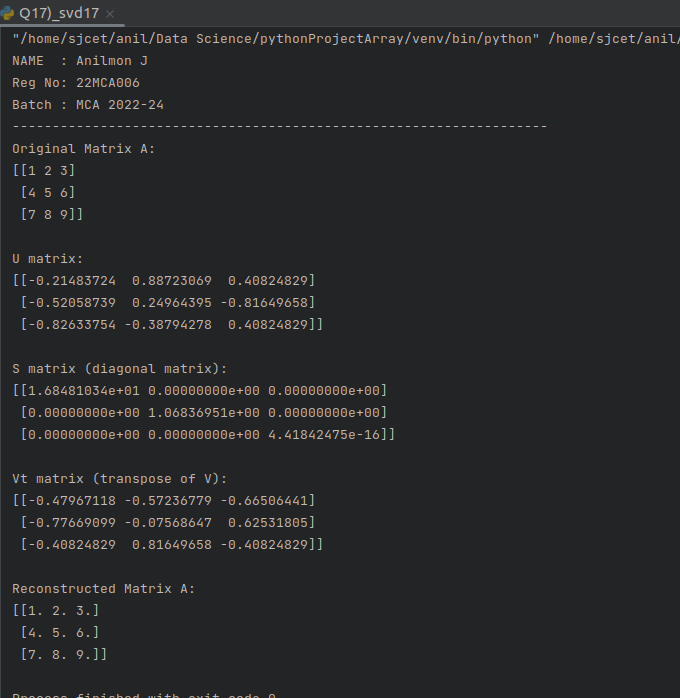 Q17)_svd17 ×
"/home/sjcet/anil/Data Science/pythonProjectArray/venv/bin/python" /home/sjcet/anil/
NAME  : Anilmon J
Reg No: 22MCA006
Batch : MCA 2022-24
-------------------------------------------------------------------
Original Matrix A:
[[1 2 3]
 [4 5 6]
 [7 8 9]]
U matrix:
[[-0.21483724  0.88723069  0.40824829]
 [-0.52058739  0.24964395 -0.81649658]
 [-0.82633754 -0.38794278  0.40824829]]
S matrix (diagonal matrix):
[[1.68481034e+01 0.00000000e+00 0.00000000e+00]
 [0.00000000e+00 1.06836951e+00 0.00000000e+00]
 [0.00000000e+00 0.00000000e+00 4.41842475e-16]]
Vt matrix (transpose of V):
[[-0.47967118 -0.57236779 -0.66506441]
 [-0.77669099 -0.07568647  0.62531805]
 [-0.40824829  0.81649658 -0.40824829]]
Reconstructed Matrix A:
[[1. 2. 3.]
 [4. 5. 6.]
 [7. 8. 9.]]
Process finished with exit code 0